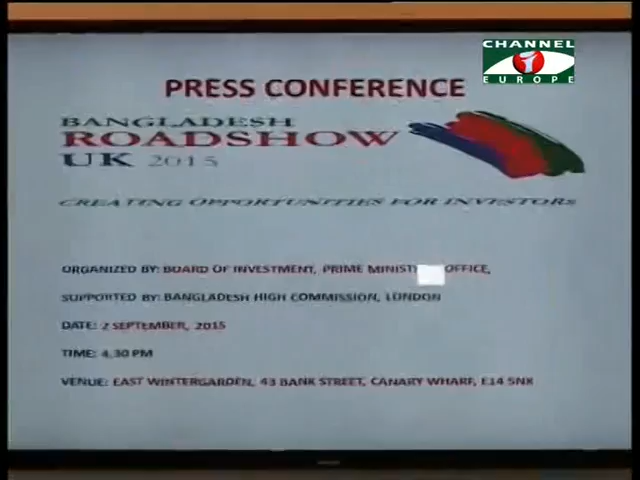 CHANNEL
1
EUROPE
PRESS CONFERENCE
BANGLADESH
ROADSHOW
UK 2015
CREATING OPPORTUNITIES FOR INVESTORS
ORGANIZED BY: BOARD OF INVESTMENT, PRIME OFFICE,
SUPPORTED BY: BANGLADESH HIGH COMMISSION, LONDON
DATE: 2 SEPTEMBER, 2015
TIME: 4.30 PM
VENUE: EAST WINTERGARDEN, 43 BANK STREET, CANARY WHARF, E14 5NX